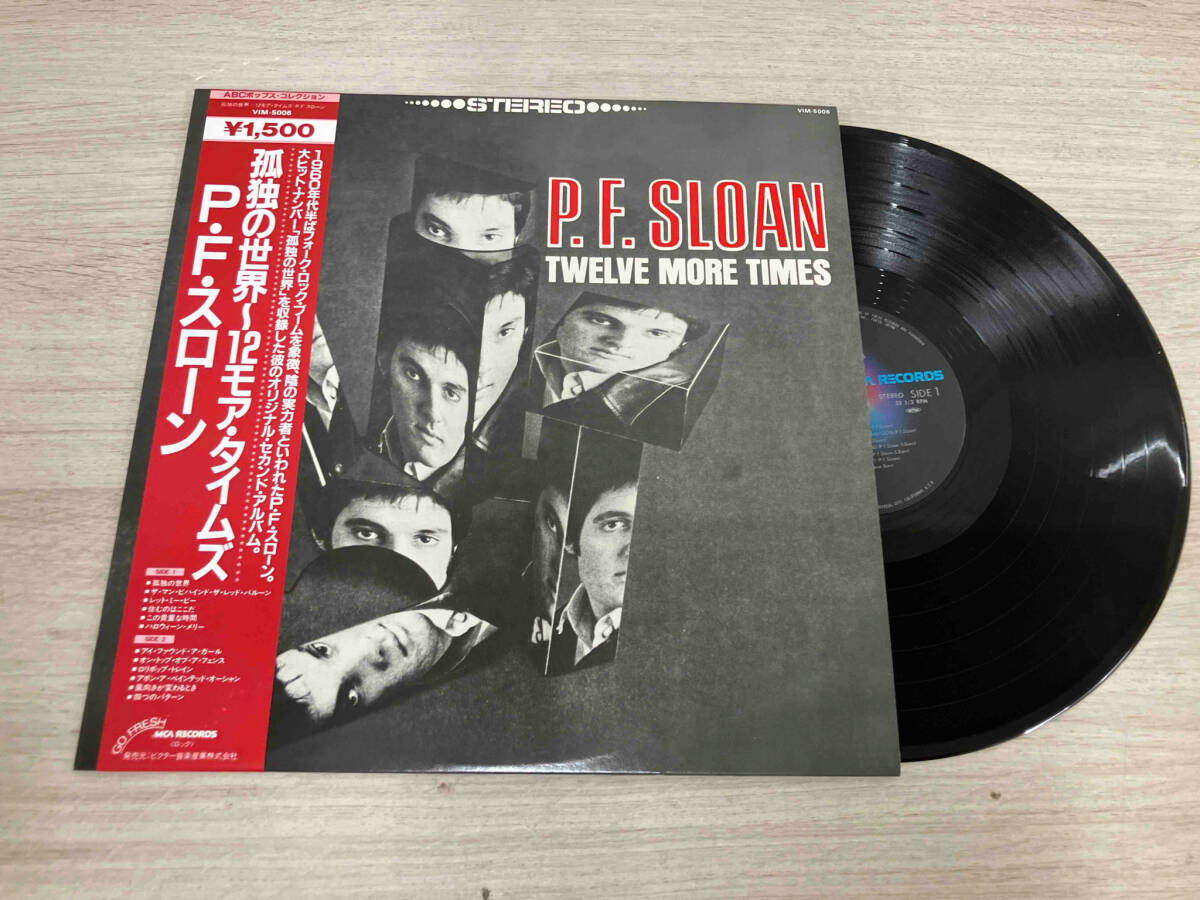 ABCポップス・コレクション
孤独の世界〜12モア・タイムズ P.F.スローン
VIM-5006
¥1,500
1960年代半ばフォーク・ロック・ブームを象徴、陰の実力者といわれたP・F・スローン。
大ヒット・ナンバー「孤独の世界」を収録した彼のオリジナル・セカンド・アルバム。
孤独の世界〜12モア・タイムズ
P・F・スローン
SIDE 1
■孤独の世界
■ザ・マン・ビハインド・ザ・レッド・バルーン
■レット・ミー・ビー
■住むのはここだ
■この貴重な時間
■ハロウィーン・メリー
SIDE 2
■アイ・ファウンド・ア・ガール
■オン・トップ・オブ・ア・フェンス
■ロリポップ・トレイン
■アポン・ア・ペインテッド・オーシャン
■風向きが変わるとき
■四つのパターン
GO FRESH
MCA RECORDS
(ロック)
発売元:ビクター音楽産業株式会社
STEREO
VIM-5006
P.F. SLOAN
TWELVE MORE TIMES
RECORDS
STEREO SIDE 1
33 1/3 RPM